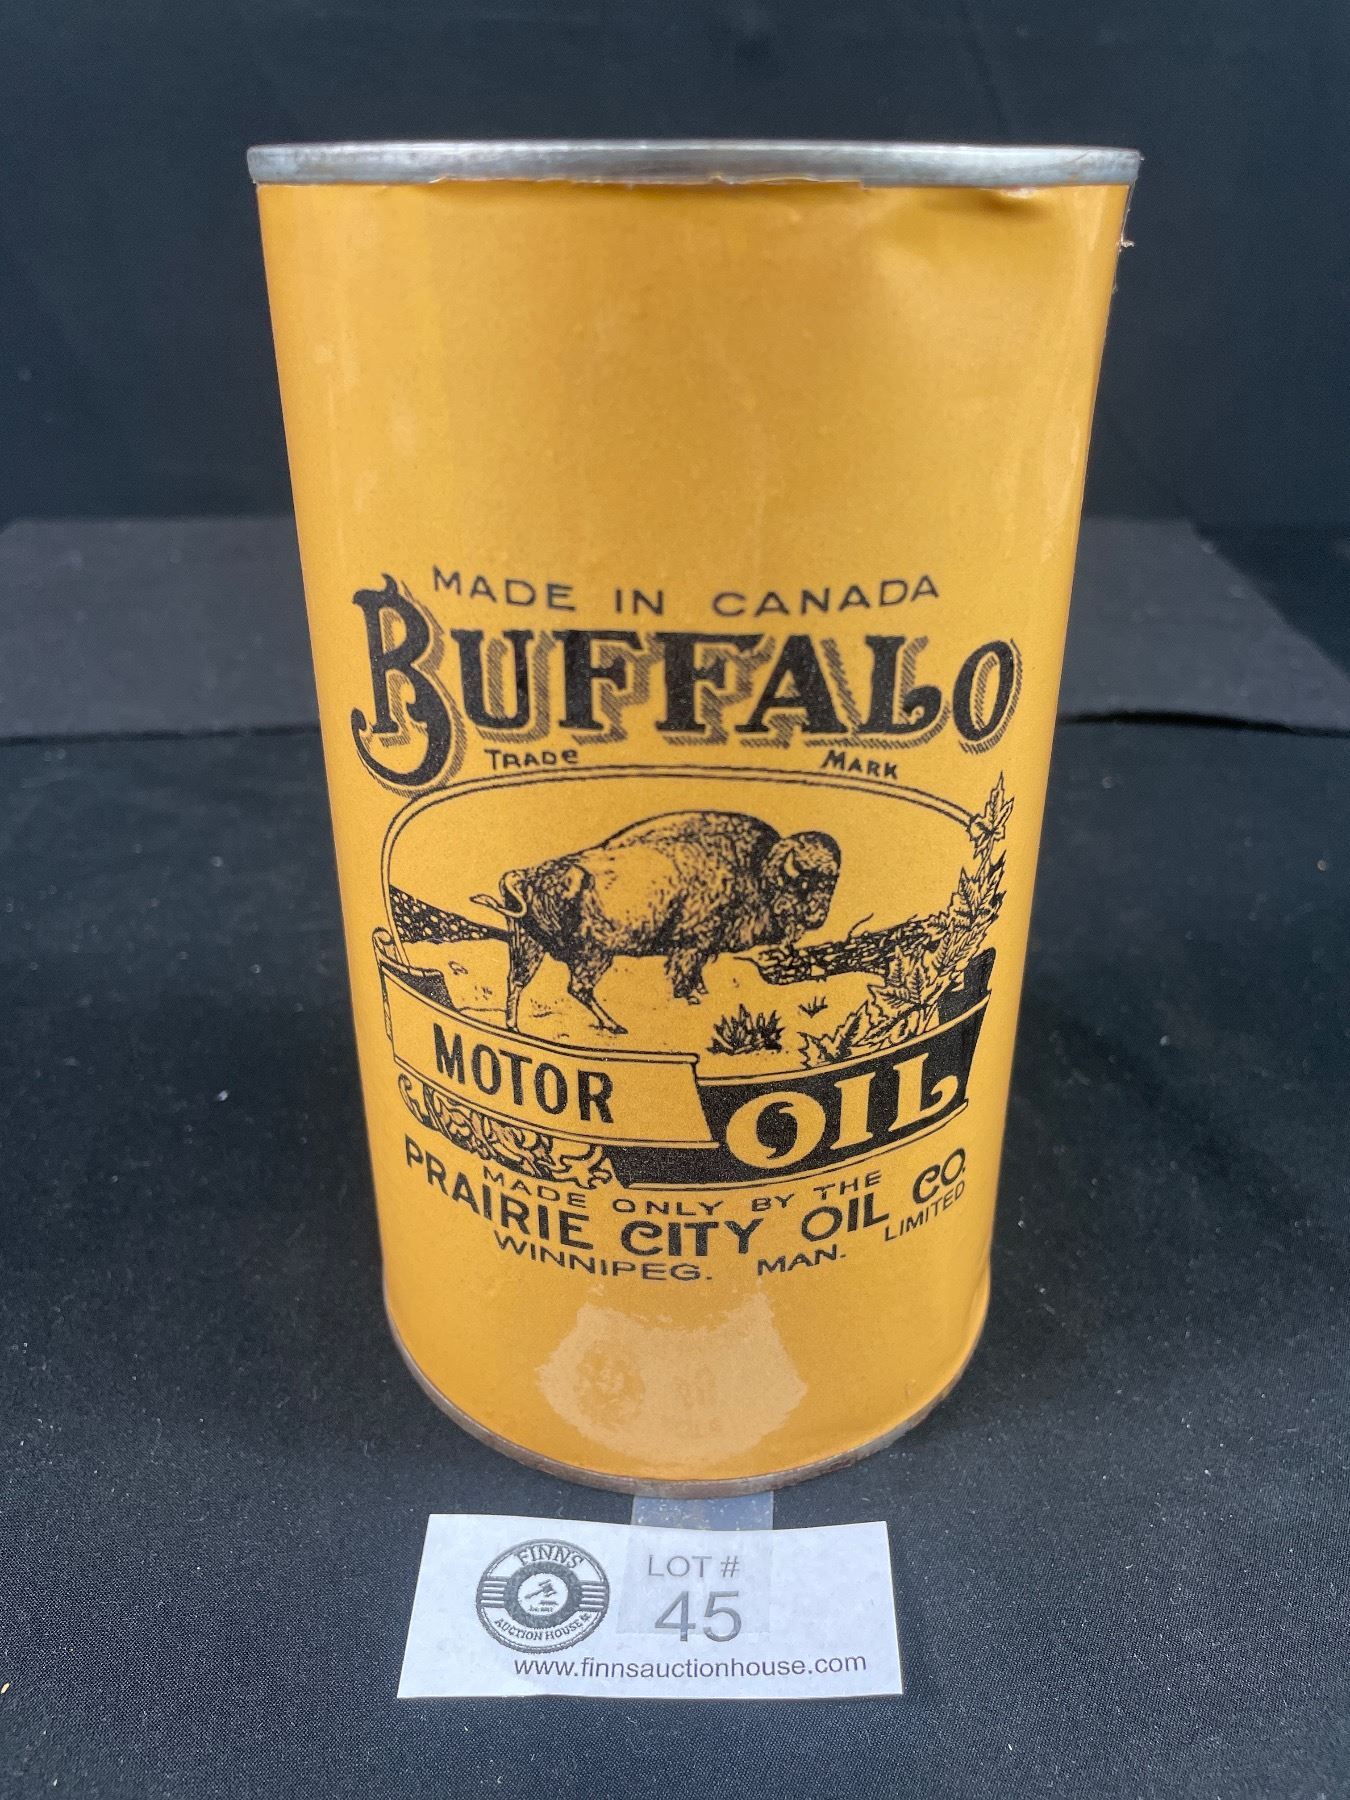 MADE IN CANADA
BUFFALO
TRADE MARK
MOTOR OIL
MADE ONLY BY THE
PRAIRIE CITY OIL CO.
LIMITED
WINNIPEG. MAN.
FINNS
AUCTION HOUSE
LOT #
45
www.finnsauctionhouse.com